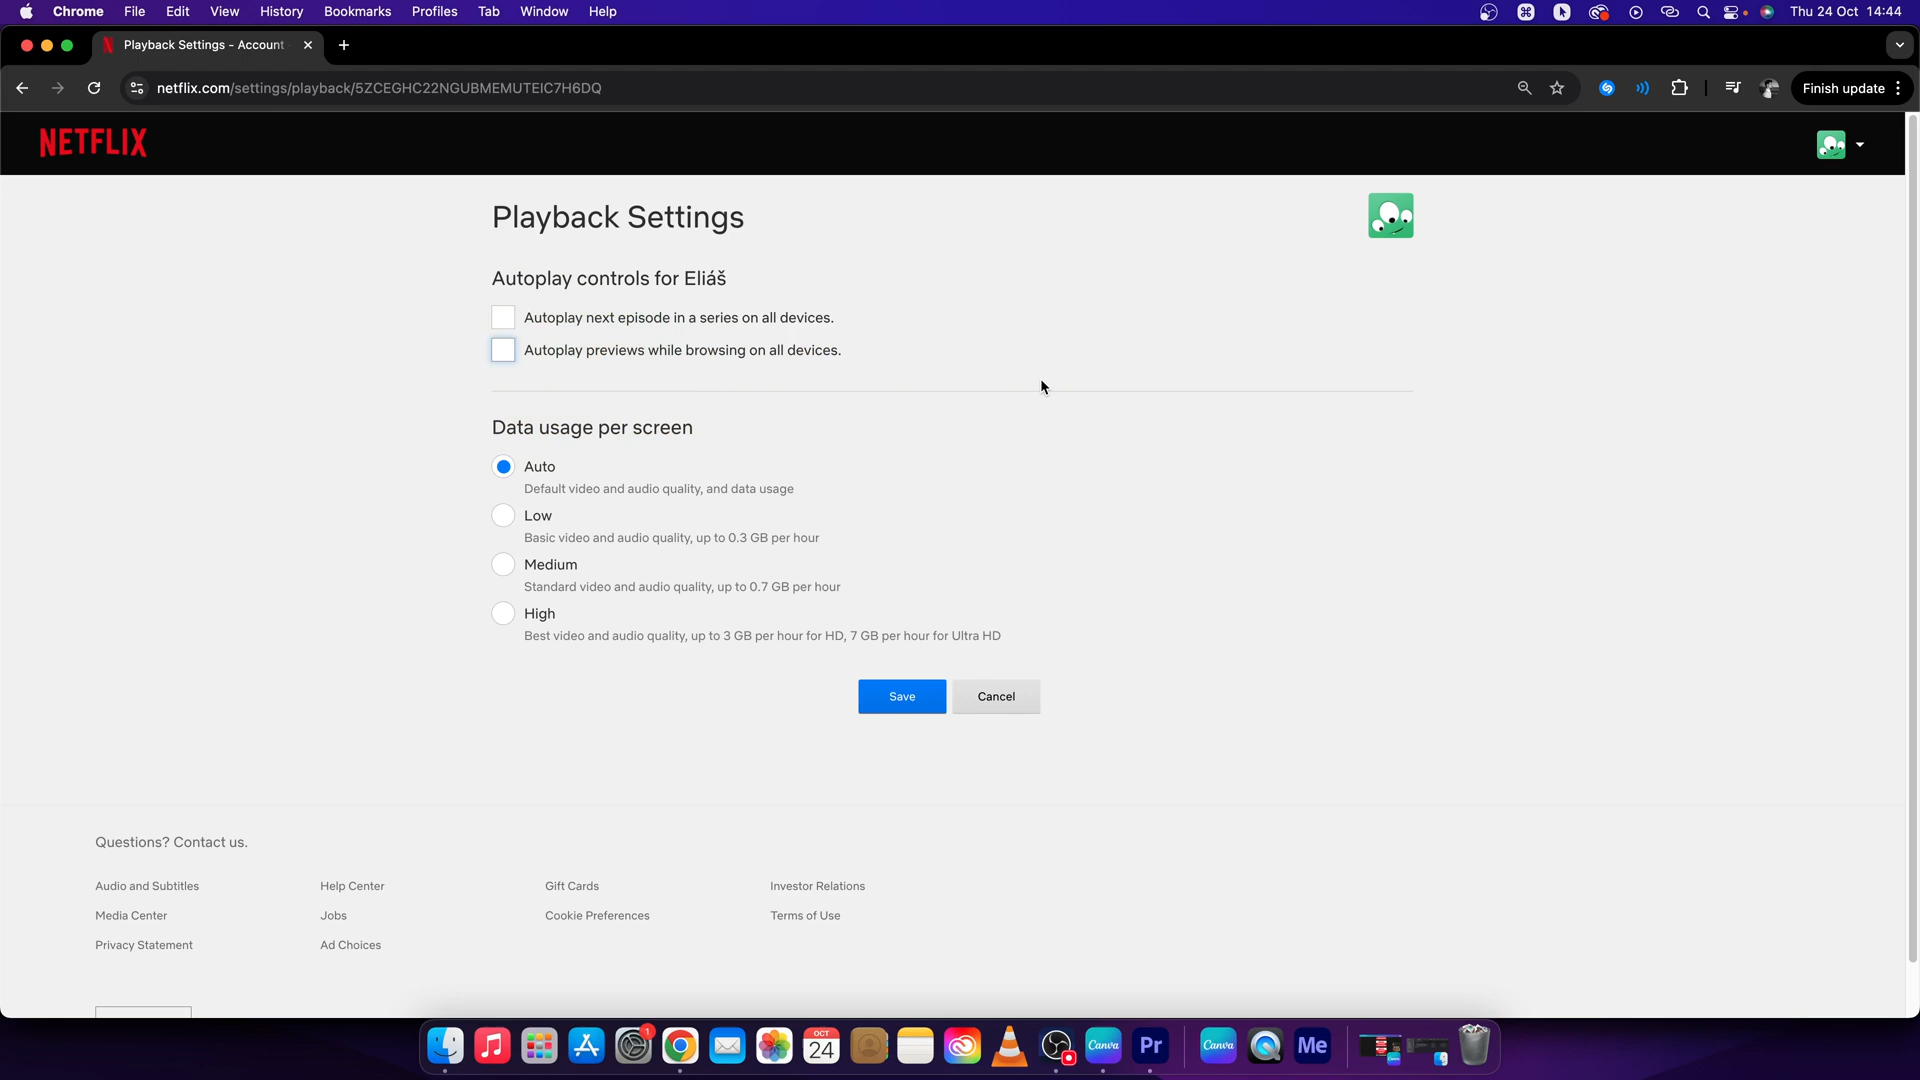 Chrome File Edit View History Bookmarks Profiles Tab Window Help Thu 24 Oct 14:44
Playback Settings - Account
netflix.com/settings/playback/5ZCEGHC22NGUBMEMUTEIC7H6DQ Finish update
NETFLIX
Playback Settings
Autoplay controls for Eliáš
Autoplay next episode in a series on all devices.
Autoplay previews while browsing on all devices.
Data usage per screen
Auto
Default video and audio quality, and data usage
Low
Basic video and audio quality, up to 0.3 GB per hour
Medium
Standard video and audio quality, up to 0.7 GB per hour
High
Best video and audio quality, up to 3 GB per hour for HD, 7 GB per hour for Ultra HD
Save Cancel
Questions? Contact us.
Audio and Subtitles Help Center Gift Cards Investor Relations
Media Center Jobs Cookie Preferences Terms of Use
Privacy Statement Ad Choices
1 OCT 24 Canva Pr Canva Me